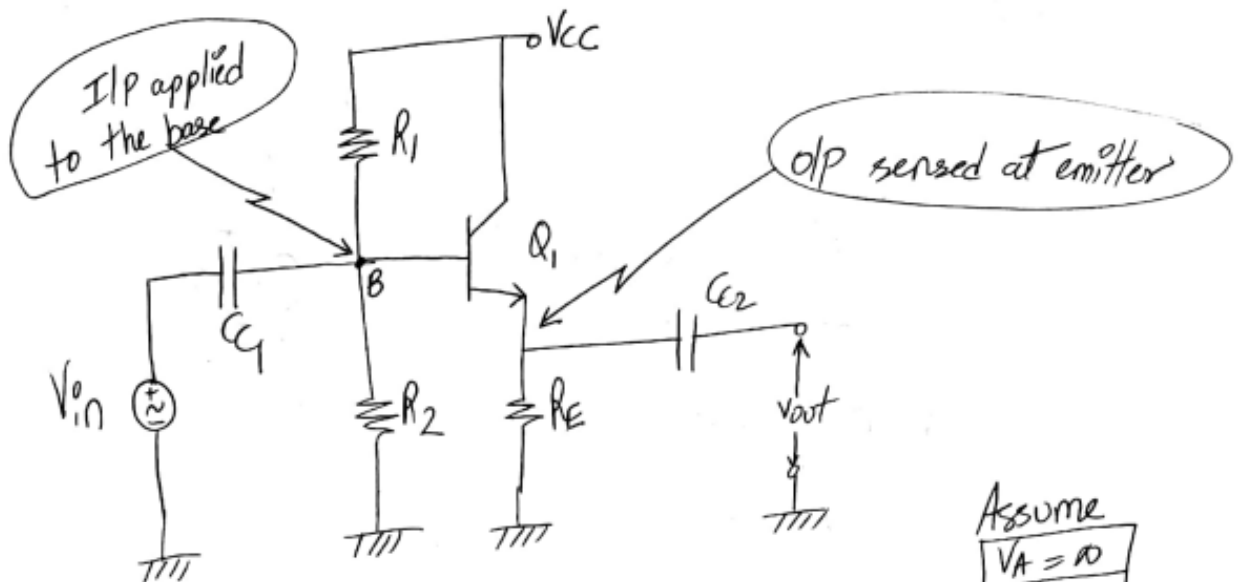 VCC
I/P applied
to the base
R1
O/P sensed at emitter
Q1
B
CC1
CC2
Vin
R2
RE
vout
Assume
VA = ∞